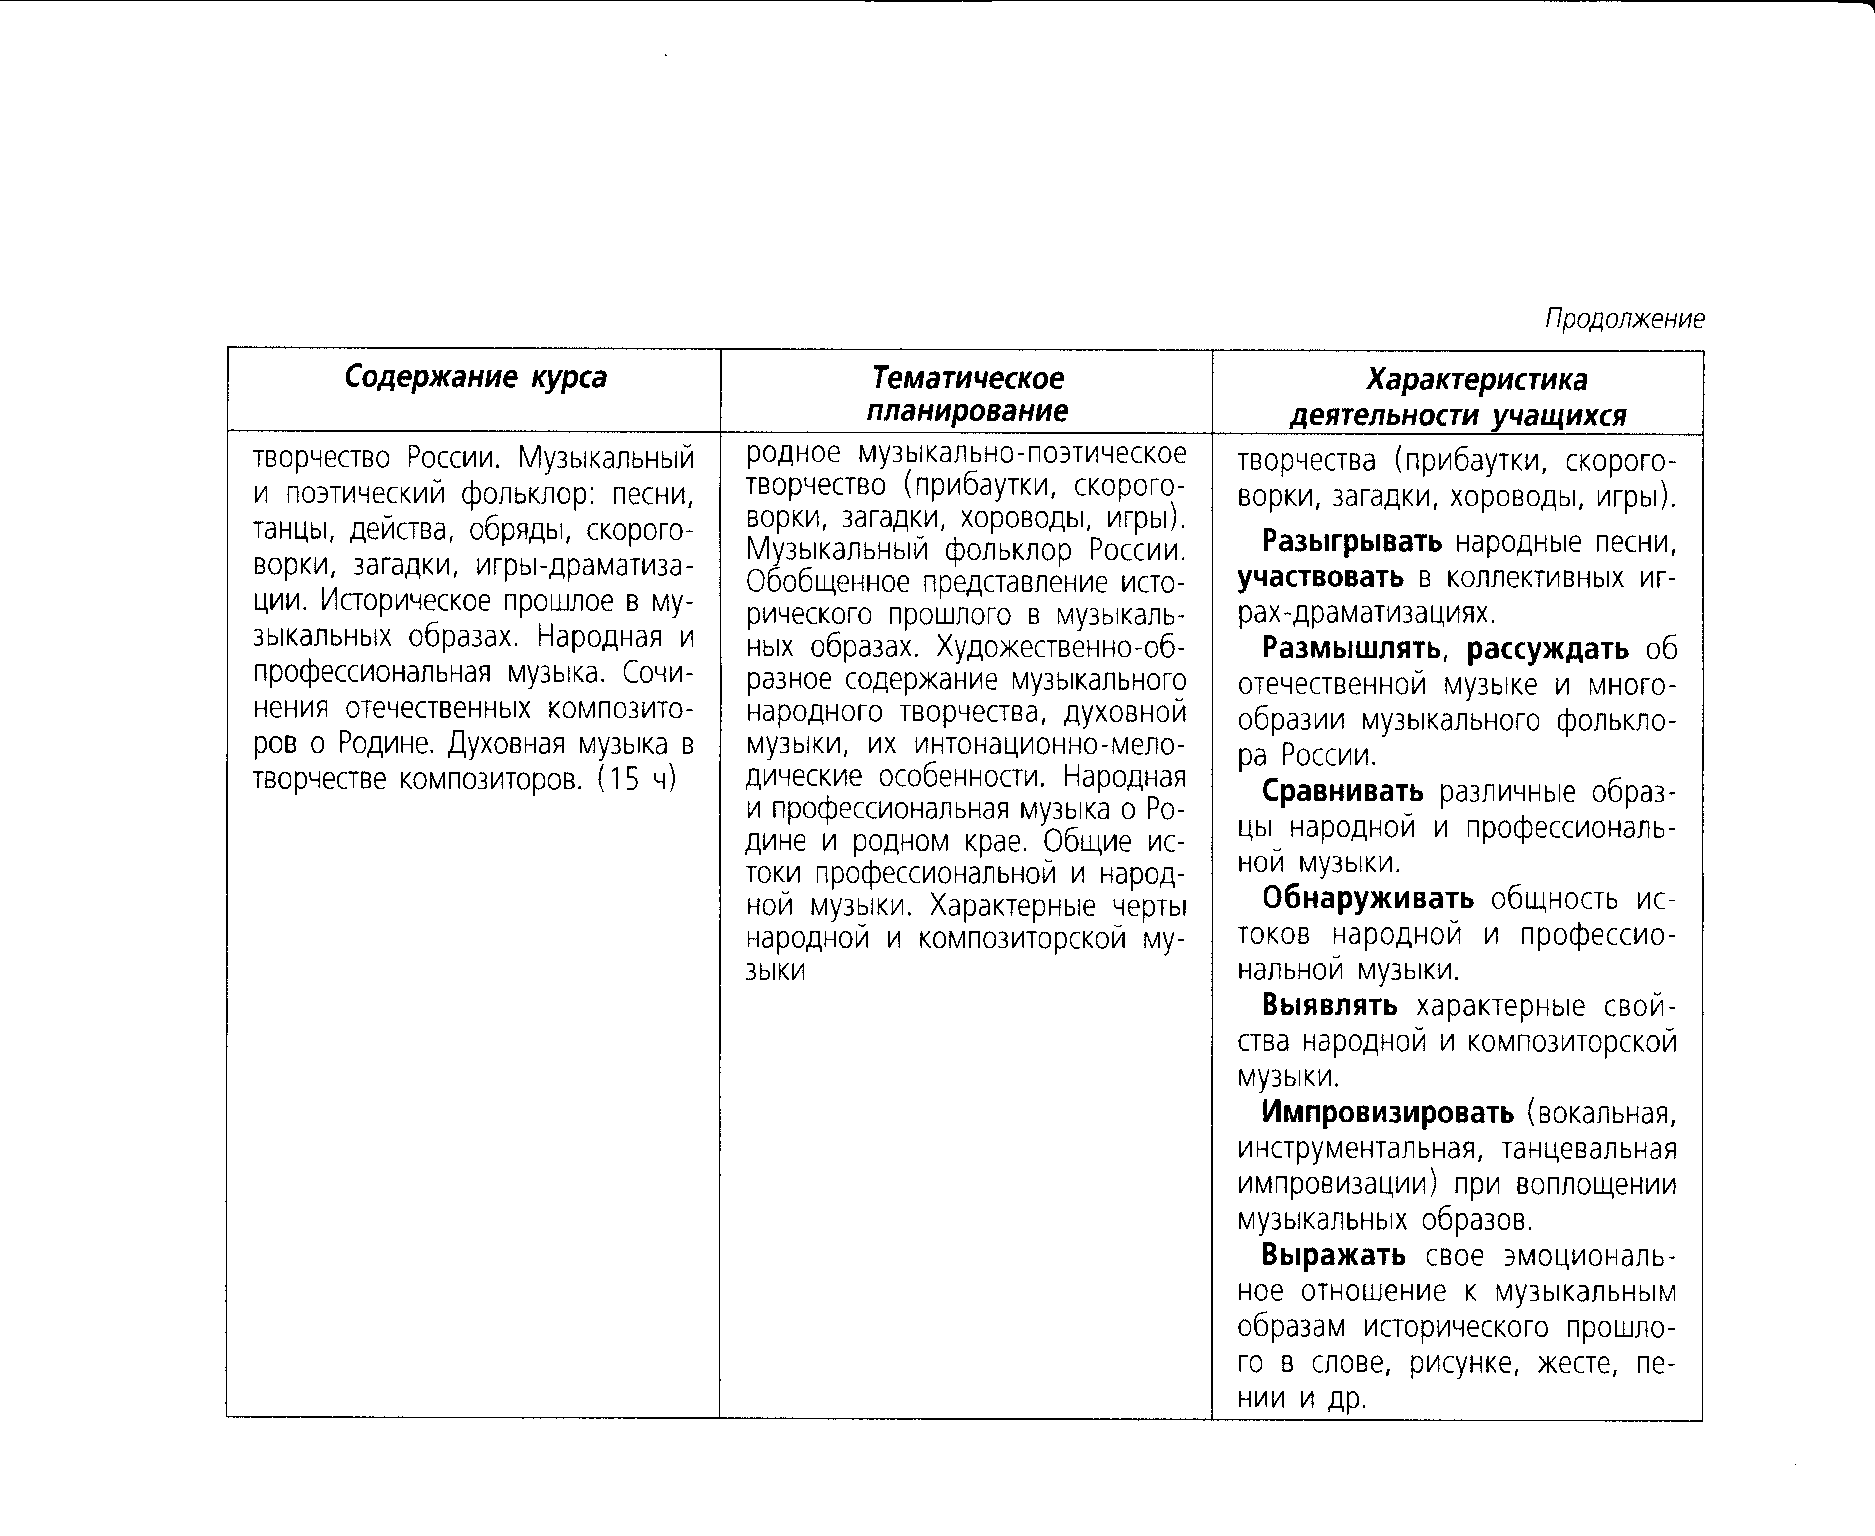 Продолжение
Содержание курса
Тематическое
планирование
Характеристика
деятельности учащихся
творчество России. Музыкальный
и поэтический фольклор: песни,
танцы, действа, обряды, скорого-
ворки, загадки, игры-драматиза-
ции. Историческое прошлое в му-
зыкальных образах. Народная и
профессиональная музыка. Сочи-
нения отечественных композито-
ров о Родине. Духовная музыка в
творчестве композиторов. (15 ч)
родное музыкально-поэтическое
творчество (прибаутки, скорого-
ворки, загадки, хороводы, игры).
Музыкальный фольклор России.
Обобщенное представление исто-
рического прошлого в музыкаль-
ных образах. Художественно-об-
разное содержание музыкального
народного творчества, духовной
музыки, их интонационно-мело-
дические особенности. Народная
и профессиональная музыка о Ро-
дине и родном крае. Общие ис-
токи профессиональной и народ-
ной музыки. Характерные черты
народной и композиторской му-
зыки
творчества (прибаутки, скорого-
ворки, загадки, хороводы, игры).
Разыгрывать народные песни,
участвовать в коллективных иг-
рах-драматизациях.
Размышлять, рассуждать об
отечественной музыке и много-
образии музыкального фолькло-
ра России.
Сравнивать различные образ-
цы народной и профессиональ-
ной музыки.
Обнаруживать общность ис-
токов народной и профессио-
нальной музыки.
Выявлять характерные свой-
ства народной и композиторской
музыки.
Импровизировать (вокальная,
инструментальная, танцевальная
импровизации) при воплощении
музыкальных образов.
Выражать свое эмоциональ-
ное отношение к музыкальным
образам исторического прошло-
го в слове, рисунке, жесте, пе-
нии и др.